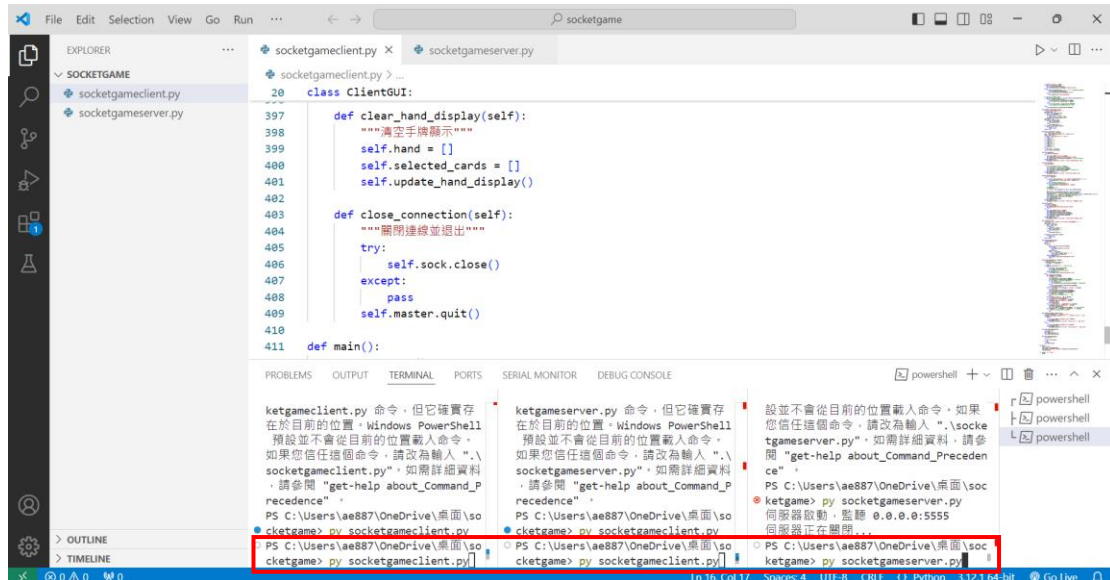 File Edit Selection View Go Run ... socketgame
EXPLORER ...
SOCKETGAME
socketgameclient.py
socketgameserver.py
OUTLINE
TIMELINE
socketgameclient.py × socketgameserver.py
socketgameclient.py > ...
20 class ClientGUI:
397 def clear_hand_display(self):
398 """清空手牌顯示"""
399 self.hand = []
400 self.selected_cards = []
401 self.update_hand_display()
402
403 def close_connection(self):
404 """關閉連線並退出"""
405 try:
406 self.sock.close()
407 except:
408 pass
409 self.master.quit()
410
411 def main():
PROBLEMS OUTPUT TERMINAL PORTS SERIAL MONITOR DEBUG CONSOLE powershell
ketgameclient.py 命令，但它確實存
在於目前的位置。Windows PowerShell
預設並不會從目前的位置載入命令。
如果您信任這個命令，請改為輸入 ".\
socketgameclient.py"。如需詳細資料
，請參閱 "get-help about_Command_P
recedence" 。
PS C:\Users\ae887\OneDrive\桌面\so
cketgame> py socketgameclient.py
PS C:\Users\ae887\OneDrive\桌面\so
cketgame> py socketgameclient.py
ketgameserver.py 命令，但它確實存
在於目前的位置。Windows PowerShell
預設並不會從目前的位置載入命令。
如果您信任這個命令，請改為輸入 ".\
socketgameserver.py"。如需詳細資料
，請參閱 "get-help about_Command_P
recedence" 。
PS C:\Users\ae887\OneDrive\桌面\so
cketgame> py socketgameclient.py
PS C:\Users\ae887\OneDrive\桌面\so
cketgame> py socketgameclient.py
設並不會從目前的位置載入命令。如果
您信任這個命令，請改為輸入 ".\socke
tgameserver.py"。如需詳細資料，請參
閱 "get-help about_Command_Preceden
ce" 。
PS C:\Users\ae887\OneDrive\桌面\soc
ketgame> py socketgameserver.py
伺服器啟動，監聽 0.0.0.0:5555
伺服器正在關閉...
PS C:\Users\ae887\OneDrive\桌面\soc
ketgame> py socketgameserver.py
powershell
powershell
powershell
1
0 0 0 Ln 16, Col 17 Spaces: 4 UTF-8 CRLF Python 3.12.1 64-bit Go Live